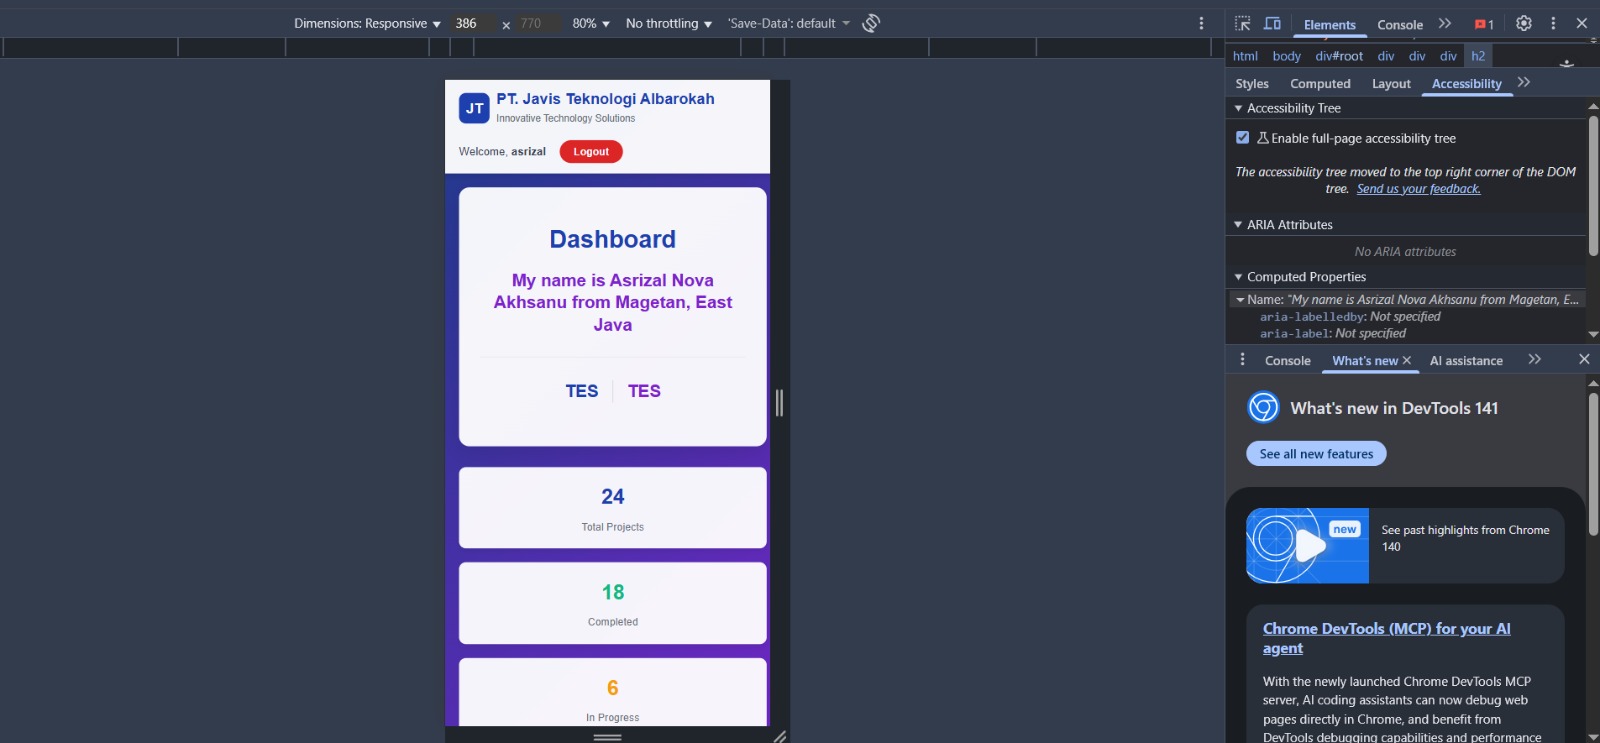 Dimensions: Responsive 386 x 770 80% No throttling 'Save-Data': default
Elements Console 1
html body div#root div div div h2
Styles Computed Layout Accessibility
Accessibility Tree
Enable full-page accessibility tree
The accessibility tree moved to the top right corner of the DOM
tree. Send us your feedback.
ARIA Attributes
No ARIA attributes
Computed Properties
Name: "My name is Asrizal Nova Akhsanu from Magetan, E...
aria-labelledby: Not specified
aria-label: Not specified
Console What's new AI assistance
What's new in DevTools 141
See all new features
new
See past highlights from Chrome
140
Chrome DevTools (MCP) for your AI
agent
With the newly launched Chrome DevTools MCP
server, AI coding assistants can now debug web
pages directly in Chrome, and benefit from
DevTools debugging capabilities and performance
JT
PT. Javis Teknologi Albarokah
Innovative Technology Solutions
Welcome, asrizal Logout
Dashboard
My name is Asrizal Nova
Akhsanu from Magetan, East
Java
TES TES
24
Total Projects
18
Completed
6
In Progress